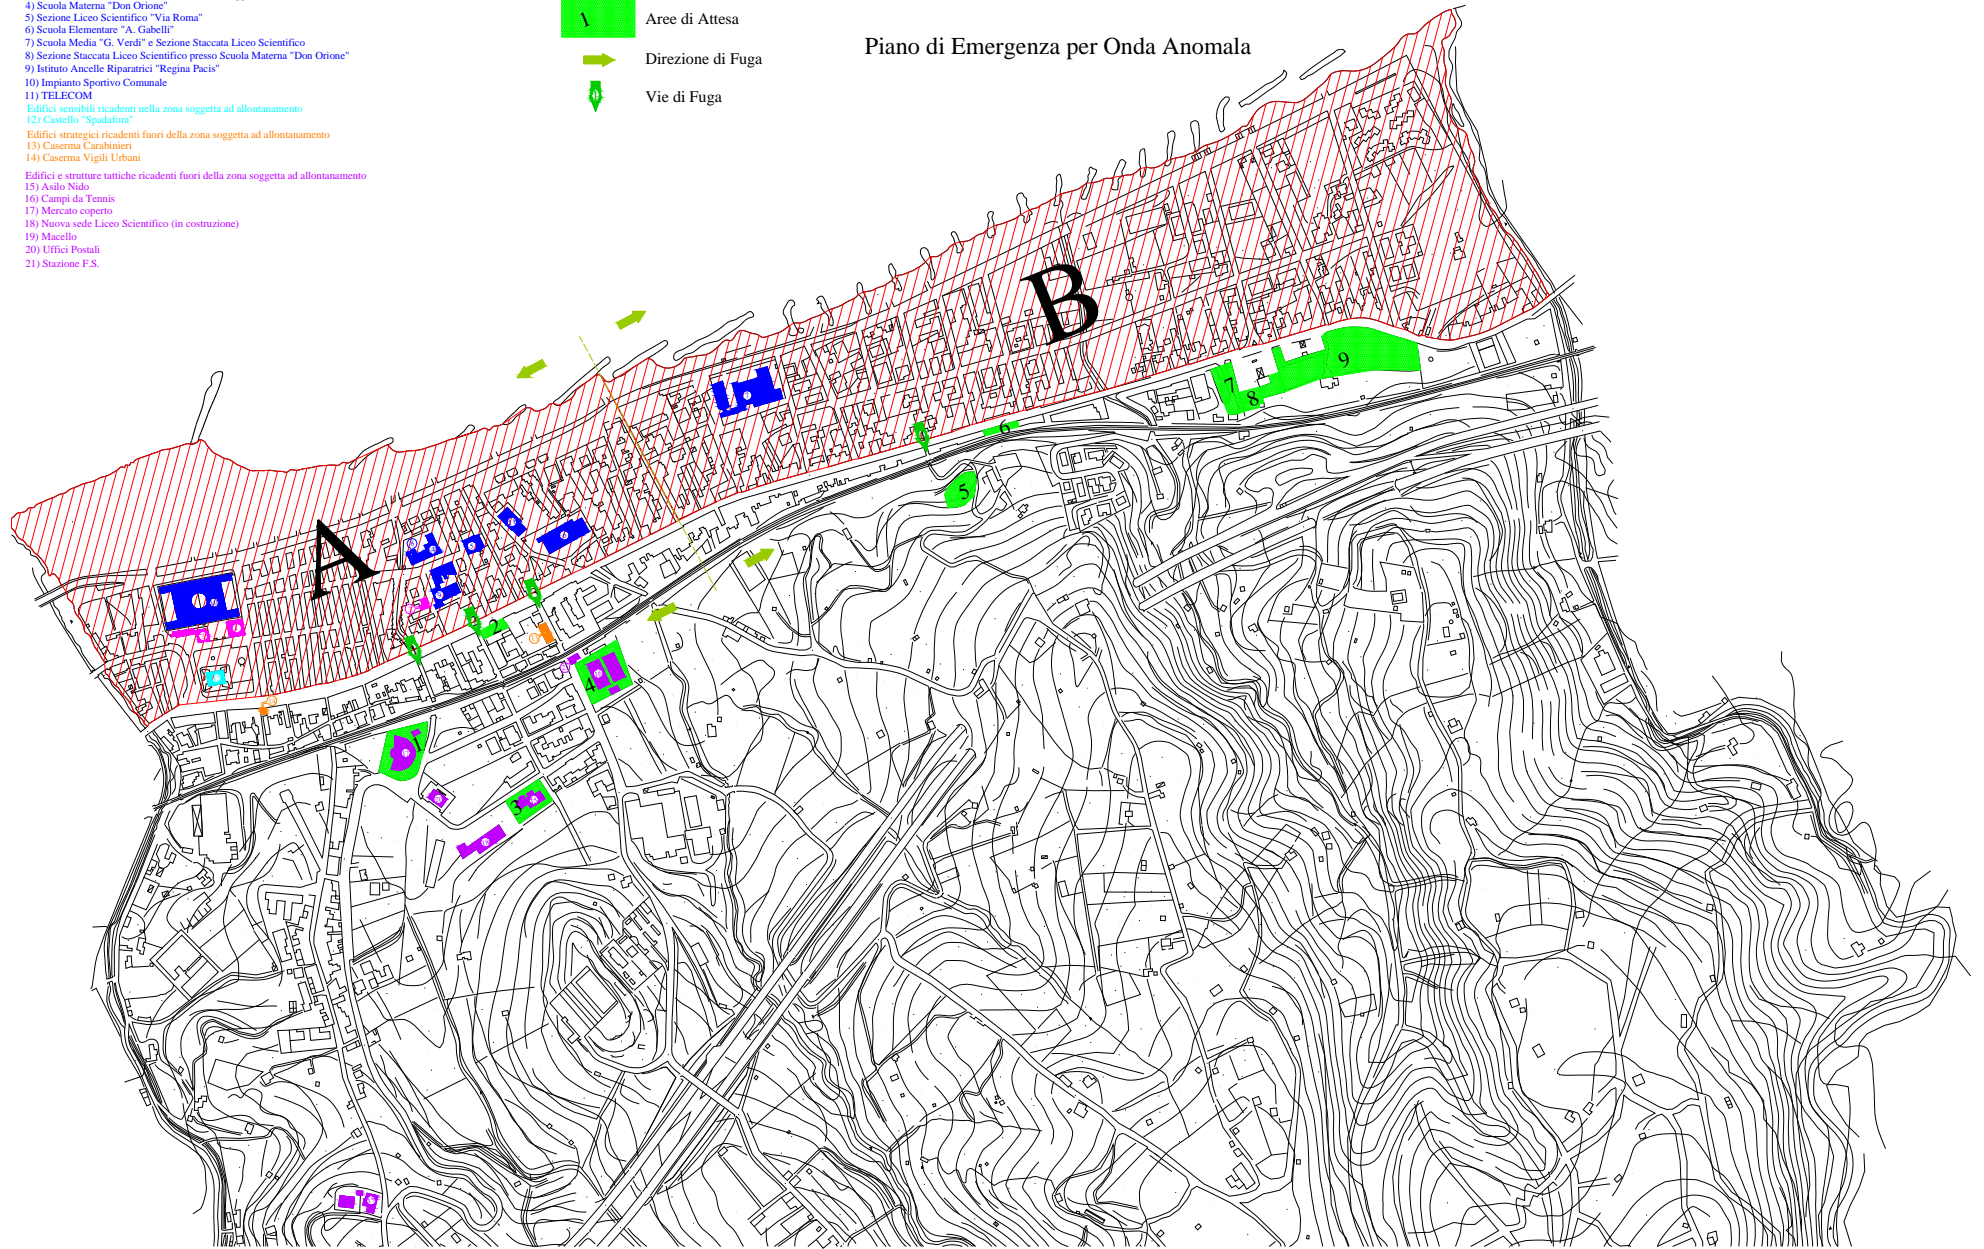 4) Scuola Materna "Don Orione"
5) Sezione Liceo Scientifico "Via Roma"
6) Scuola Elementare "A. Gabelli"
7) Scuola Media "G. Verdi" e Sezione Staccata Liceo Scientifico
8) Sezione Staccata Liceo Scientifico presso Scuola Materna "Don Orione"
9) Istituto Ancelle Riparatrici "Regina Pacis"
10) Impianto Sportivo Comunale
11) TELECOM
Edifici sensibili ricadenti nella zona soggetta ad allontanamento
12) Castello "Spadafora"
Edifici strategici ricadenti fuori della zona soggetta ad allontanamento
13) Caserma Carabinieri
14) Caserma Vigili Urbani
Edifici e strutture tattiche ricadenti fuori della zona soggetta ad allontanamento
15) Asilo Nido
16) Campi da Tennis
17) Mercato coperto
18) Nuova sede Liceo Scientifico (in costruzione)
19) Macello
20) Uffici Postali
21) Stazione F.S.
1 Aree di Attesa
Direzione di Fuga
Vie di Fuga
Piano di Emergenza per Onda Anomala
B
9
7
8
6
5
A
2
4
1
3